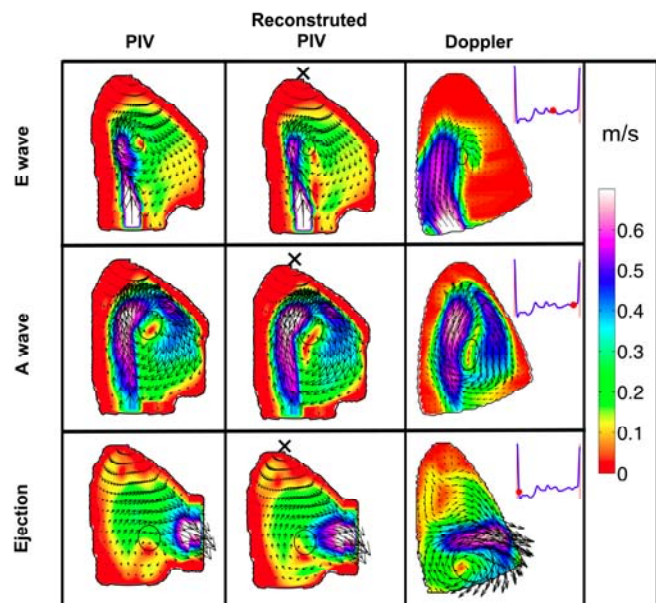 Reconstruted
PIV
PIV
Doppler
E wave
A wave
Ejection
m/s
0.6
0.5
0.4
0.3
0.2
0.1
0